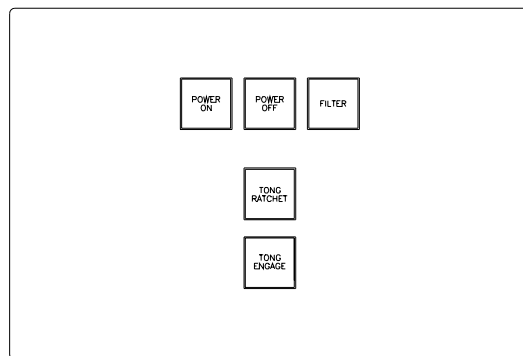 POWER
ON
POWER
OFF
FILTER
TONG
RATCHET
TONG
ENGAGE